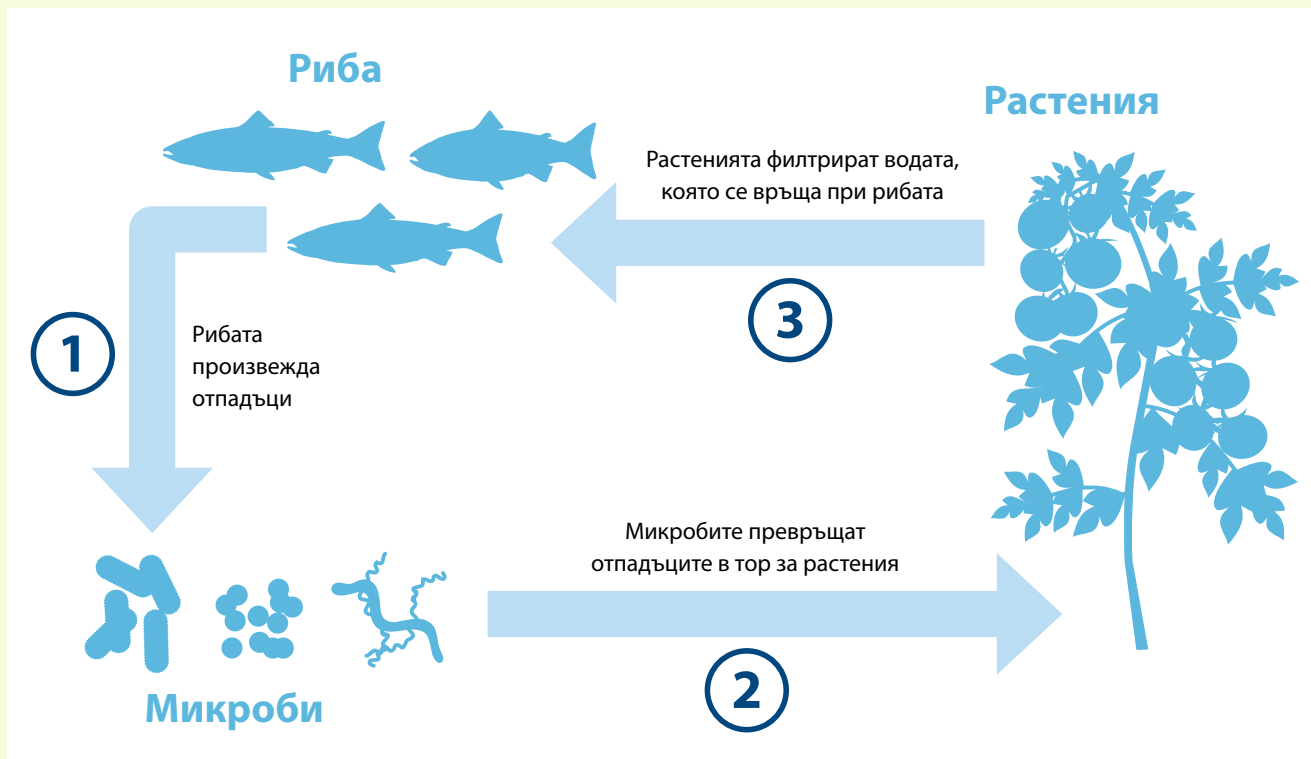 Риба
Растения
Растенията филтрират водата,
която се връща при рибата
3
1
Рибата
произвежда
отпадъци
Микробите превръщат
отпадъците в тор за растения
2
Микроби